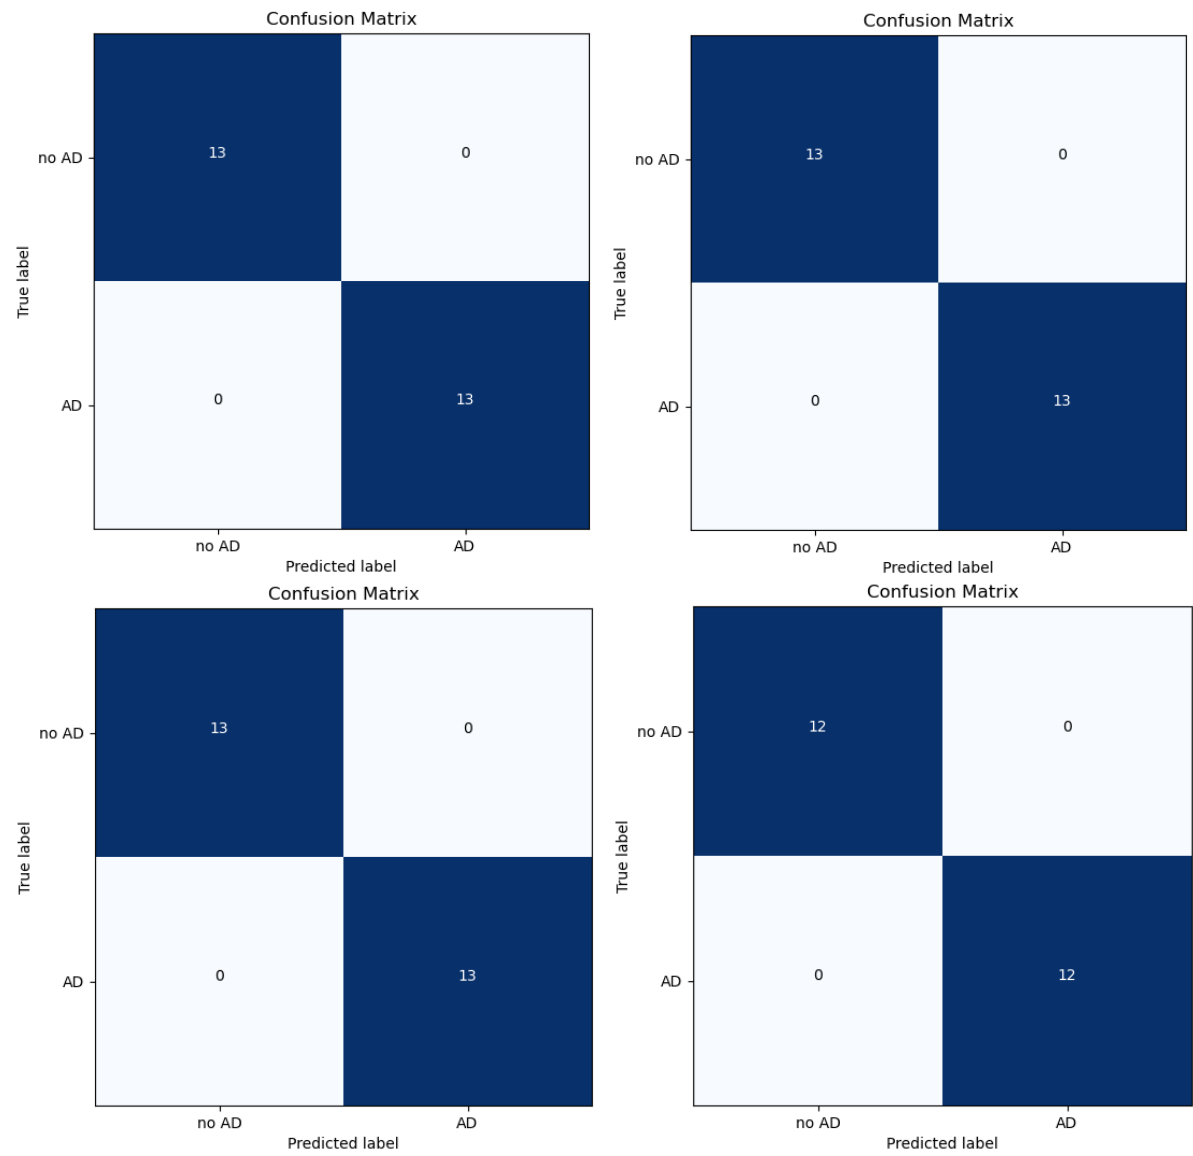 Confusion Matrix
no AD
13
0
True label
AD
0
13
no AD
AD
Predicted label
Confusion Matrix
no AD
13
0
True label
AD
0
13
no AD
AD
Predicted label
Confusion Matrix
no AD
13
0
True label
AD
0
13
no AD
AD
Predicted label
Confusion Matrix
no AD
12
0
True label
AD
0
12
no AD
AD
Predicted label